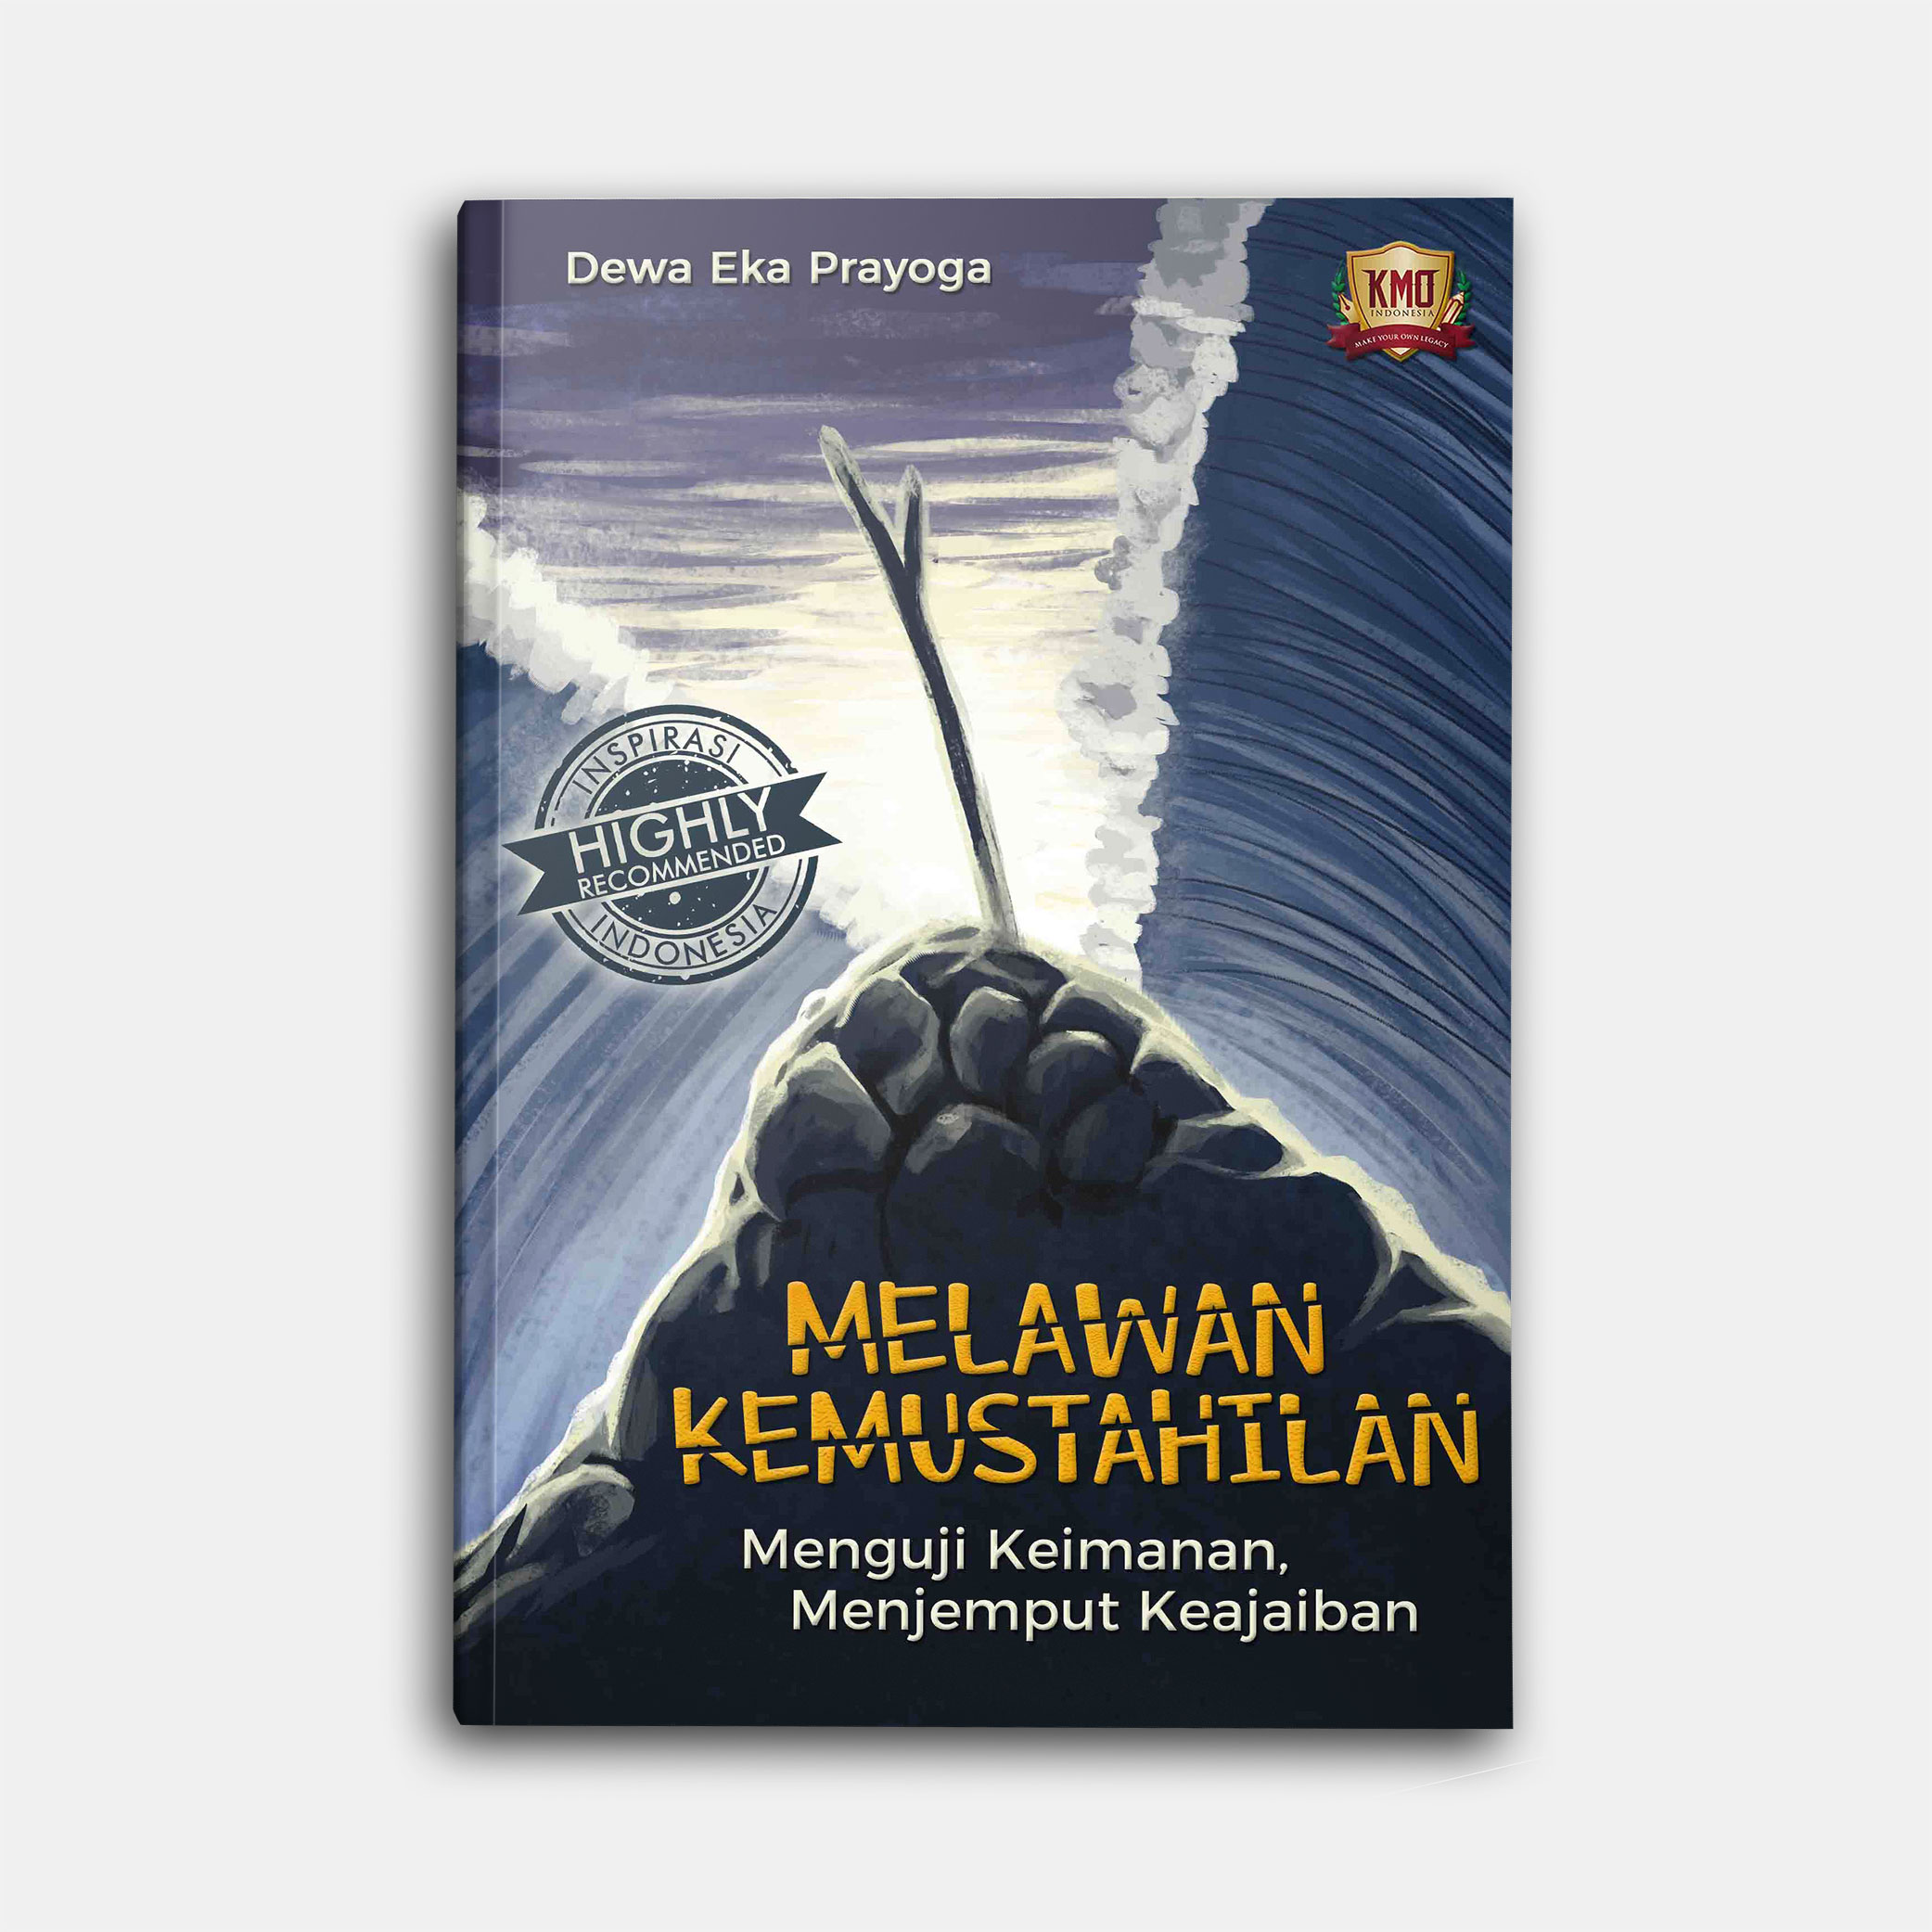 Dewa Eka Prayoga
KMO
INDONESIA
MAKE YOUR OWN LEGACY
INSPIRASI
HIGHLY
RECOMMENDED
INDONESIA
MELAWAN
KEMUSTAHILAN
Menguji Keimanan,
Menjemput Keajaiban